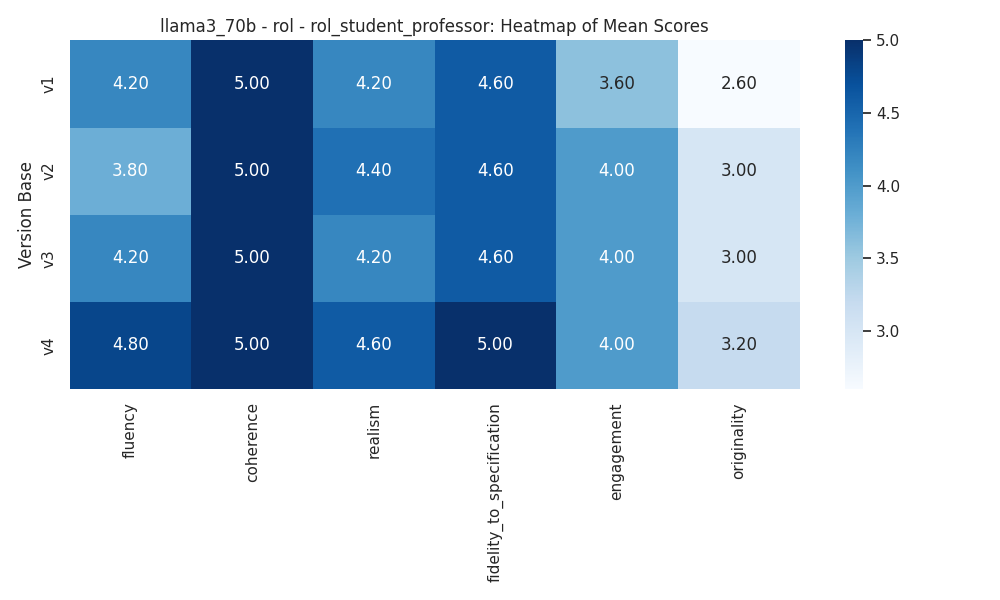 llama3_70b - rol - rol_student_professor: Heatmap of Mean Scores
Version Base
v1 4.20 5.00 4.20 4.60 3.60 2.60
v2 3.80 5.00 4.40 4.60 4.00 3.00
v3 4.20 5.00 4.20 4.60 4.00 3.00
v4 4.80 5.00 4.60 5.00 4.00 3.20
fluency
coherence
realism
fidelity_to_specification
engagement
originality
5.0
4.5
4.0
3.5
3.0